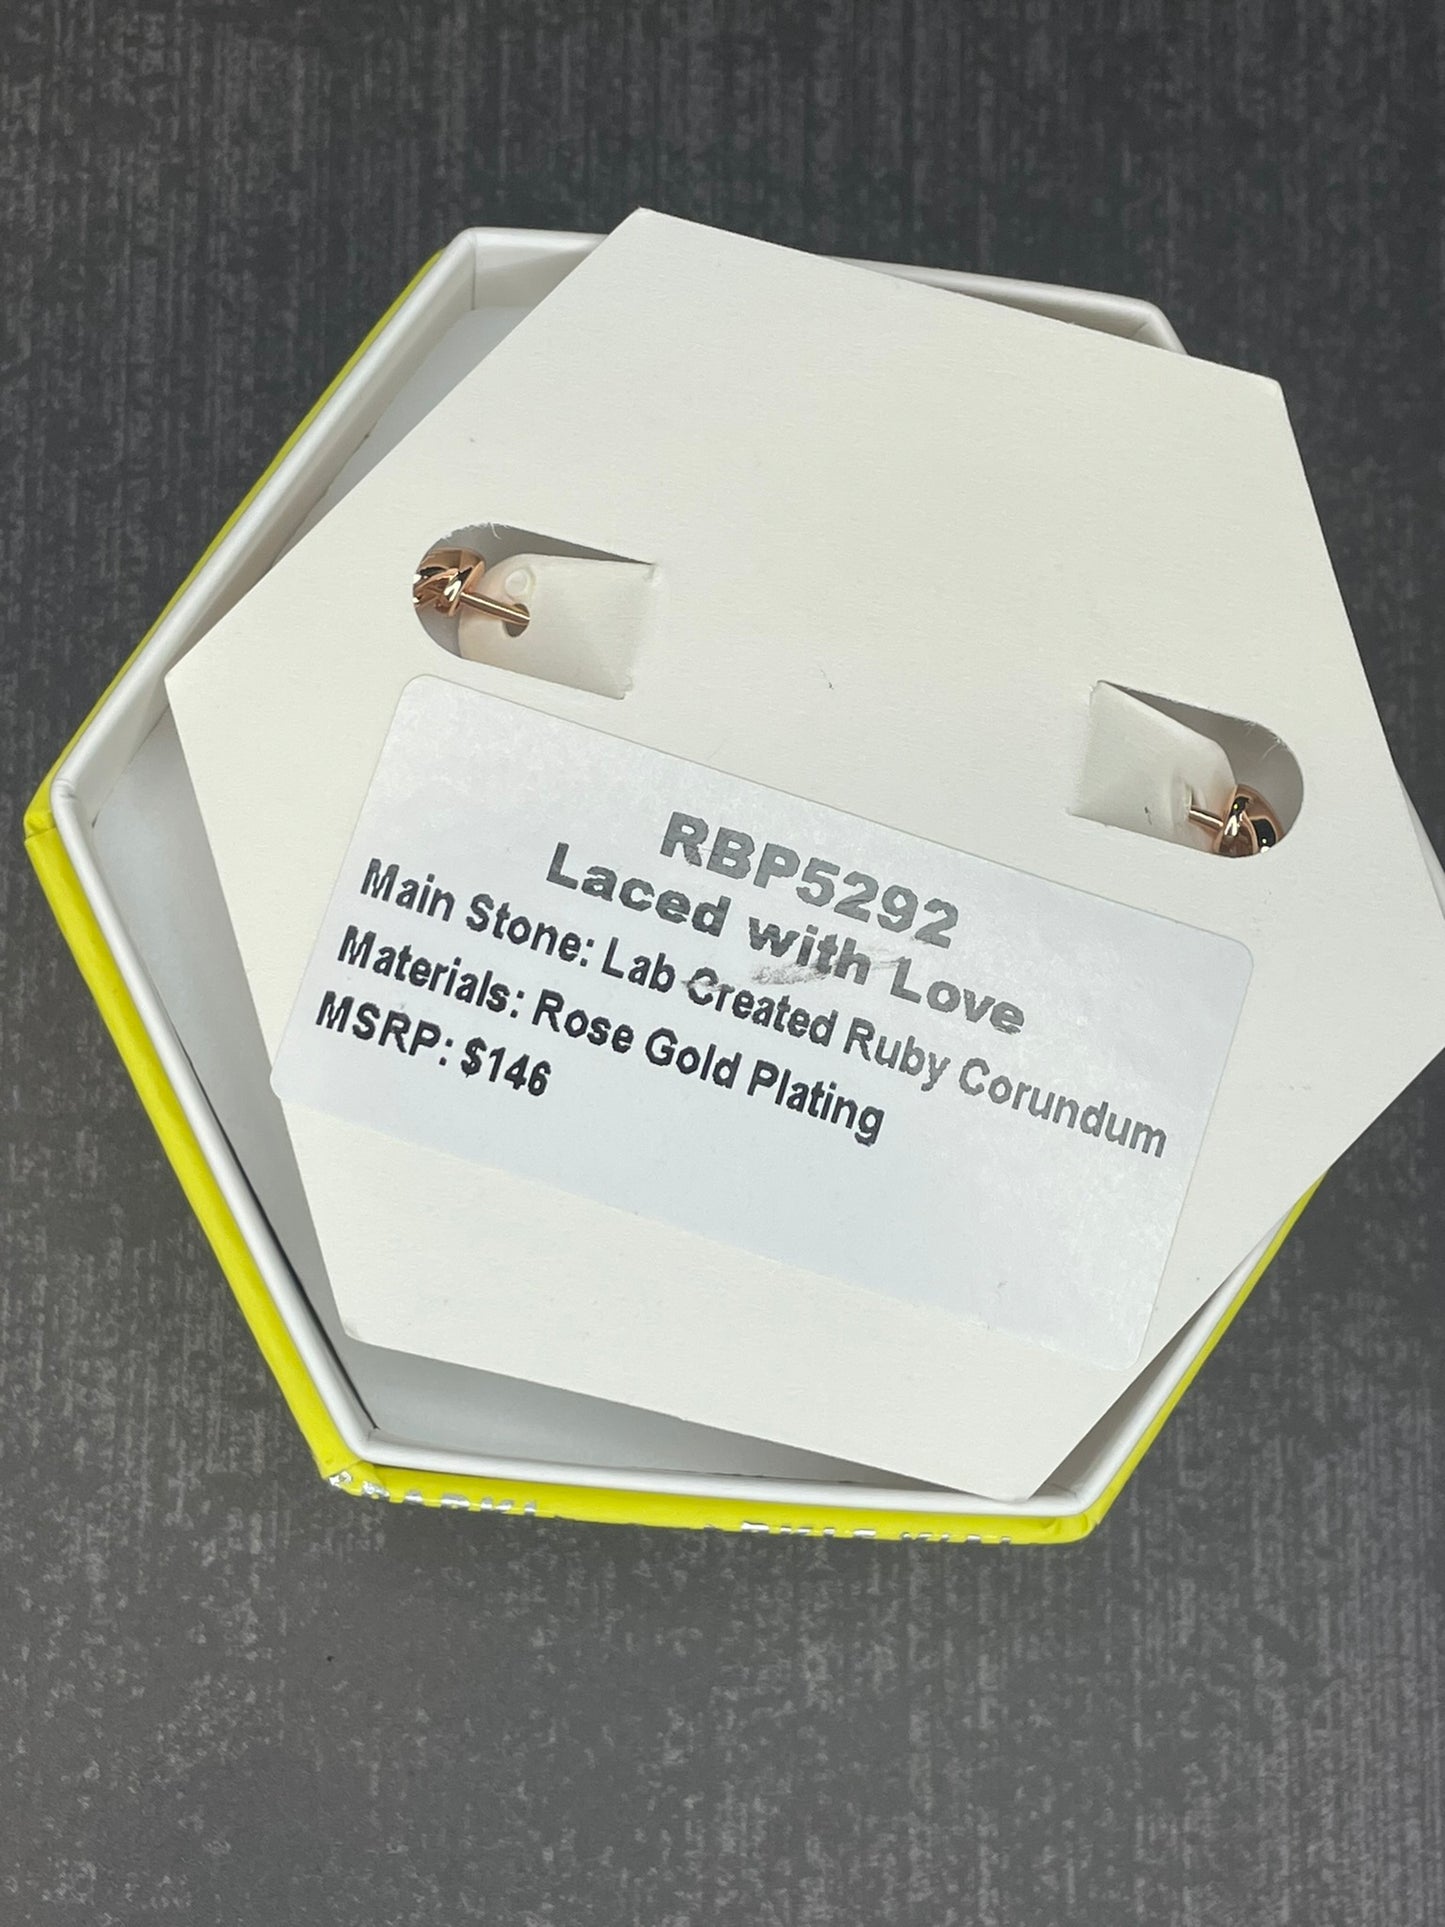 RBP5292
Laced with Love
Main Stone: Lab Created Ruby Corundum
Materials: Rose Gold Plating
MSRP: $146